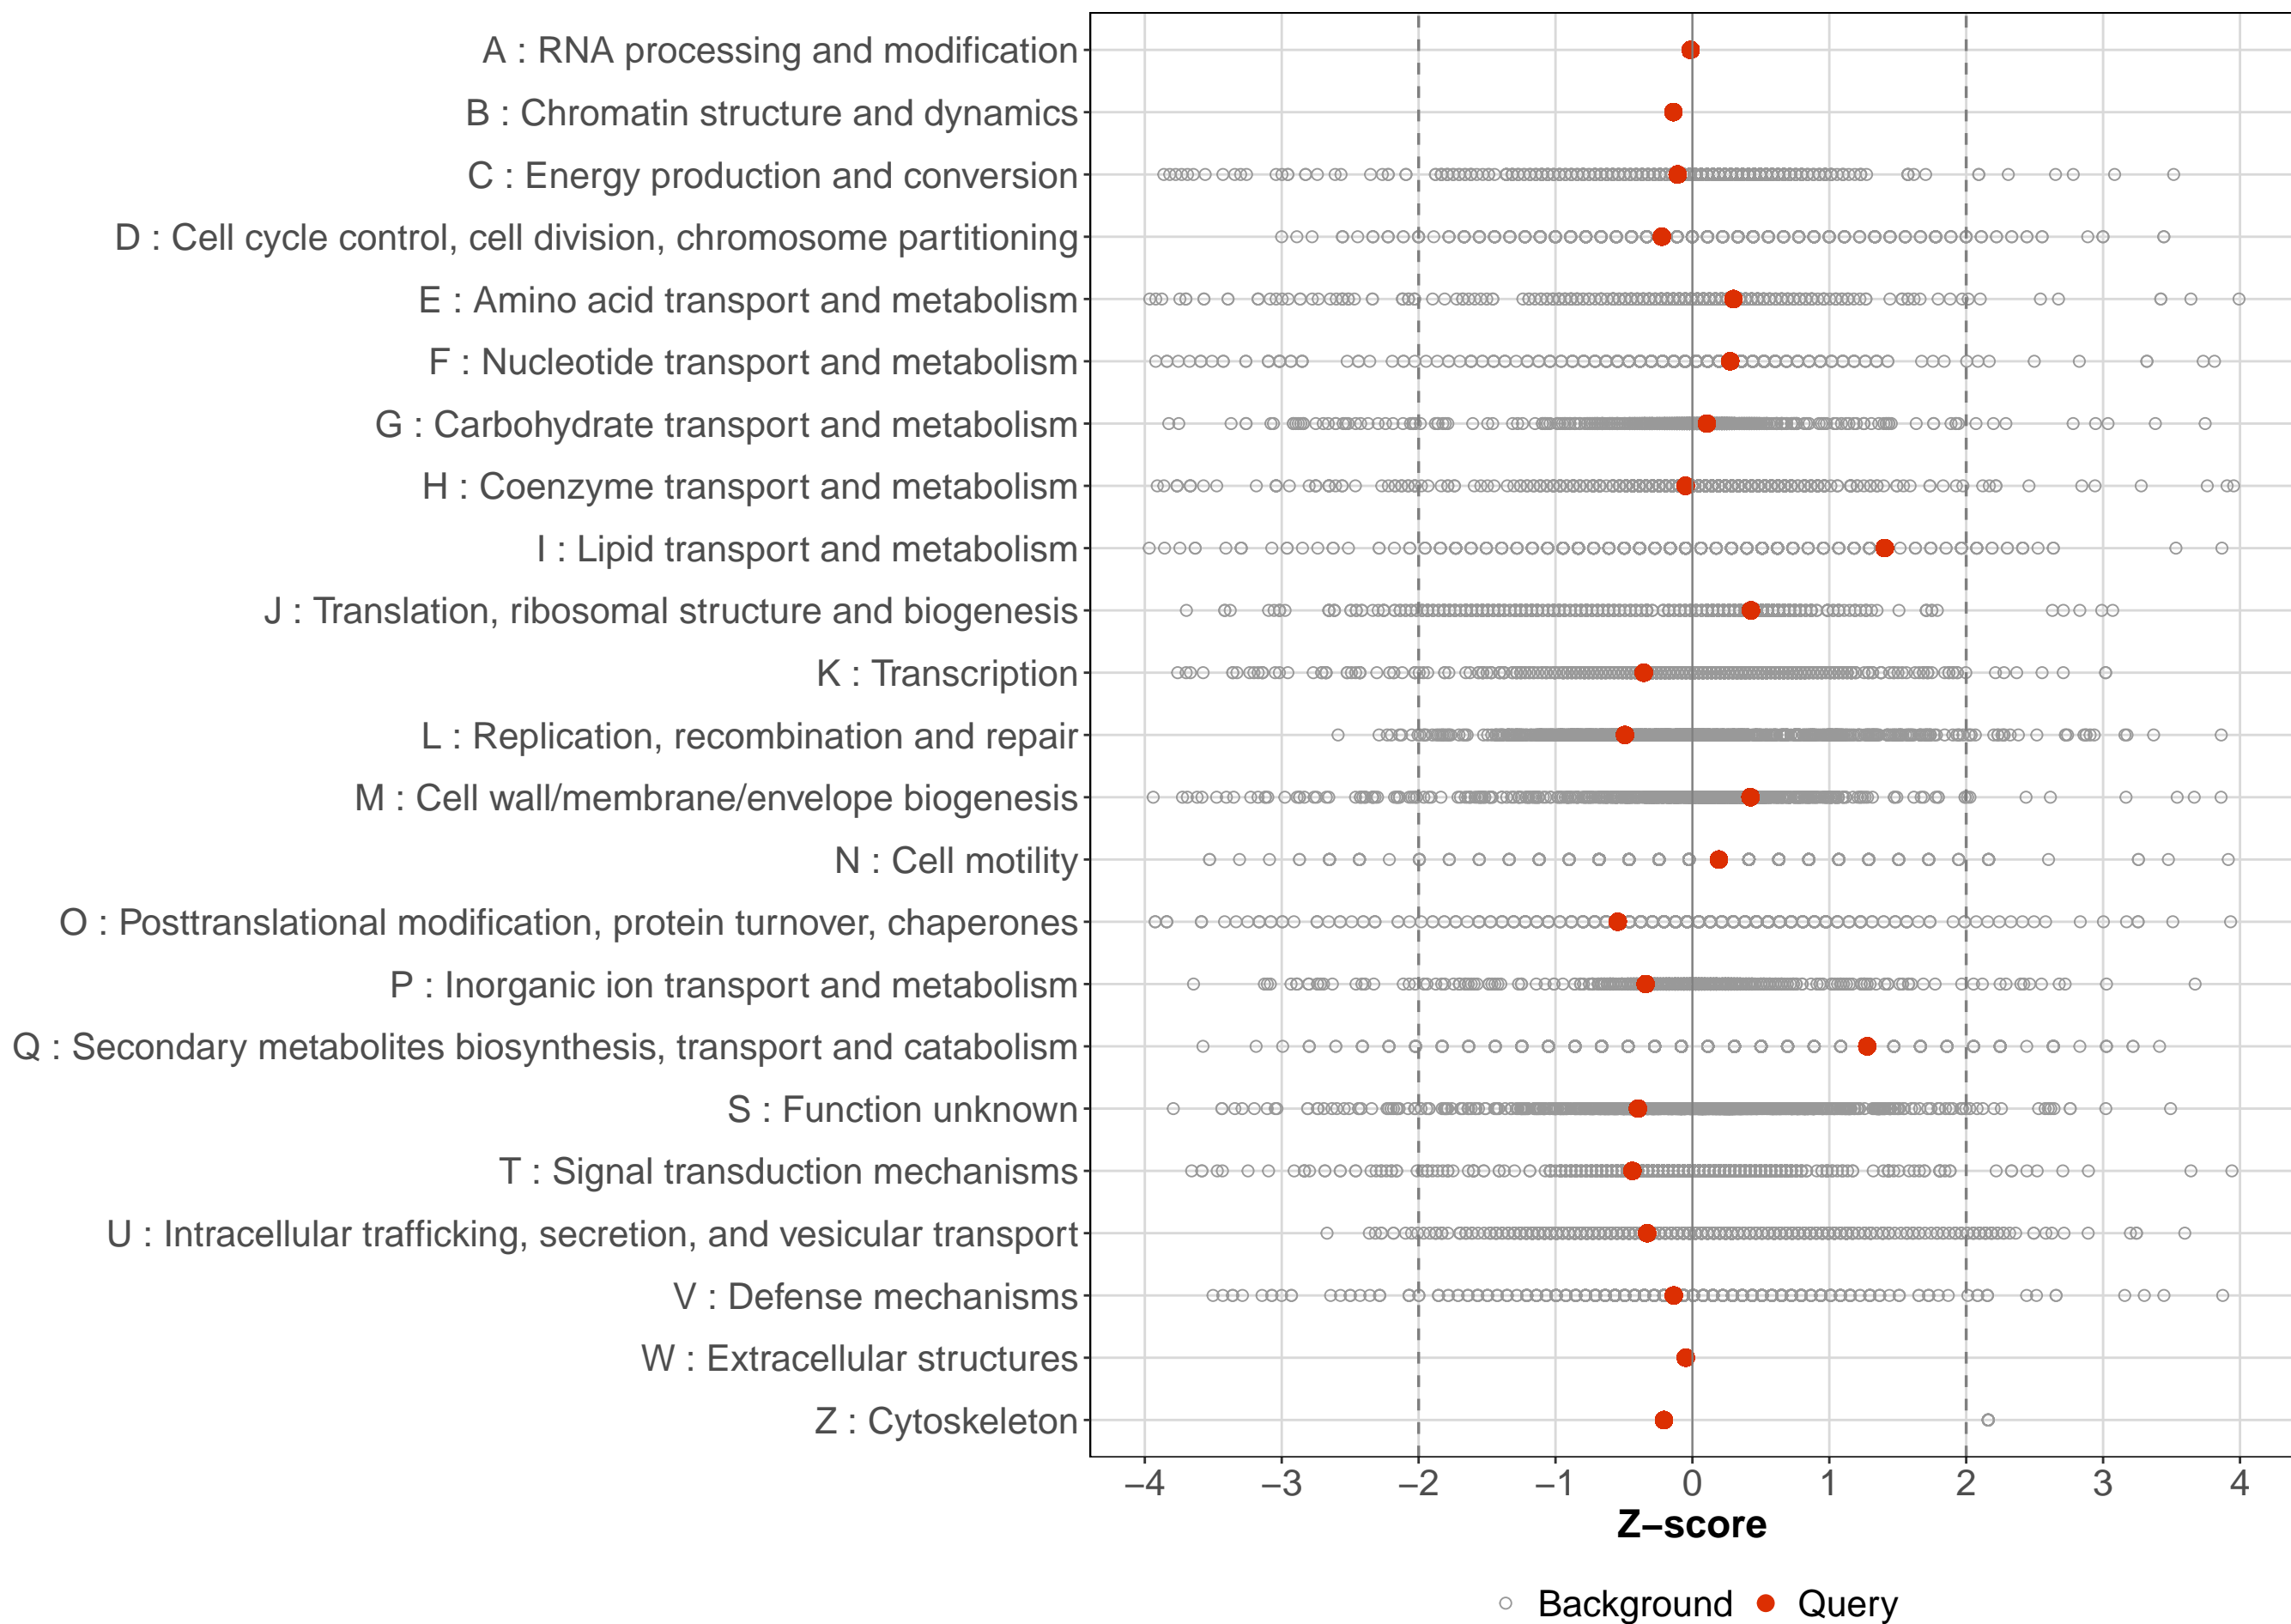 A : RNA processing and modification
B : Chromatin structure and dynamics
C : Energy production and conversion
D : Cell cycle control, cell division, chromosome partitioning
E : Amino acid transport and metabolism
F : Nucleotide transport and metabolism
G : Carbohydrate transport and metabolism
H : Coenzyme transport and metabolism
I : Lipid transport and metabolism
J : Translation, ribosomal structure and biogenesis
K : Transcription
L : Replication, recombination and repair
M : Cell wall/membrane/envelope biogenesis
N : Cell motility
O : Posttranslational modification, protein turnover, chaperones
P : Inorganic ion transport and metabolism
Q : Secondary metabolites biosynthesis, transport and catabolism
S : Function unknown
T : Signal transduction mechanisms
U : Intracellular trafficking, secretion, and vesicular transport
V : Defense mechanisms
W : Extracellular structures
Z : Cytoskeleton
−4 −3 −2 −1 0 1 2 3 4
Z−score
Background Query